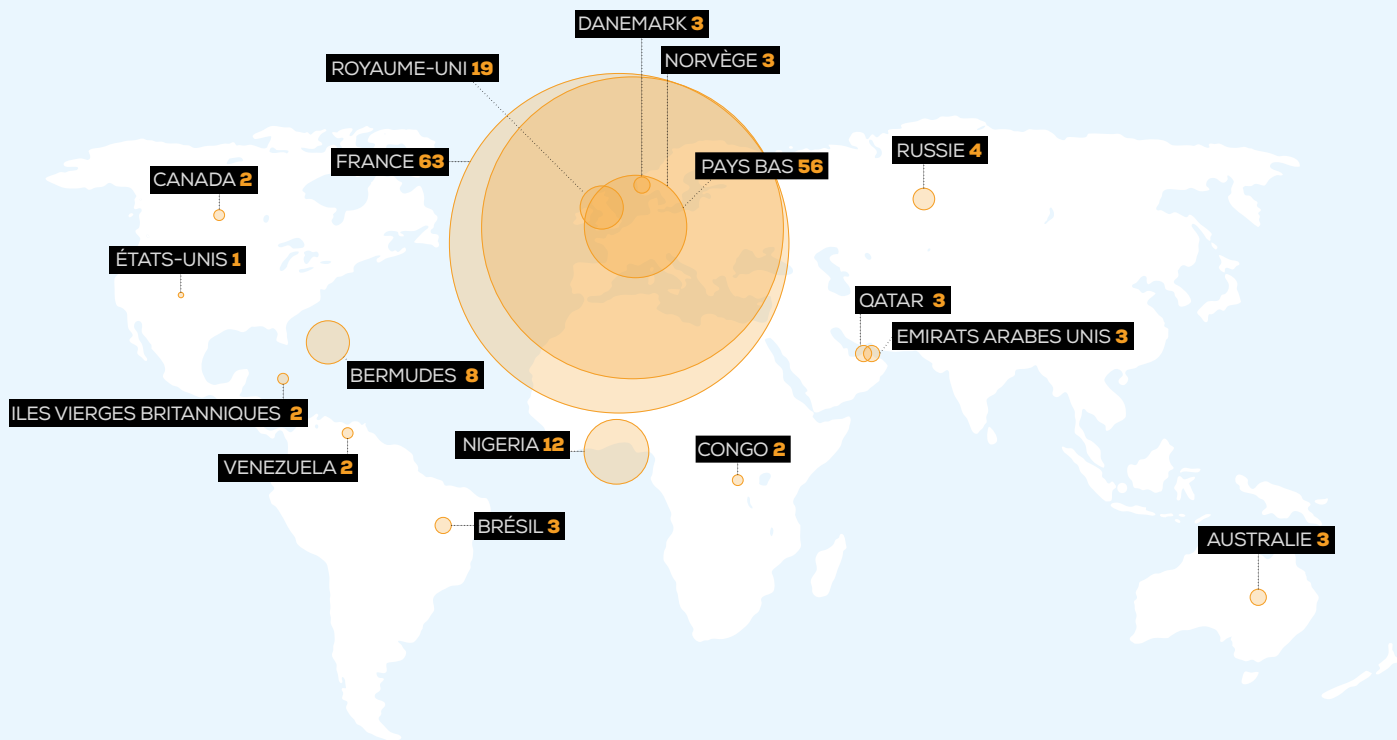 DANEMARK 3
NORVÈGE 3
ROYAUME-UNI 19
FRANCE 63
PAYS BAS 56
RUSSIE 4
CANADA 2
ÉTATS-UNIS 1
QATAR 3
EMIRATS ARABES UNIS 3
BERMUDES 8
ILES VIERGES BRITANNIQUES 2
NIGERIA 12
CONGO 2
VENEZUELA 2
BRÉSIL 3
AUSTRALIE 3